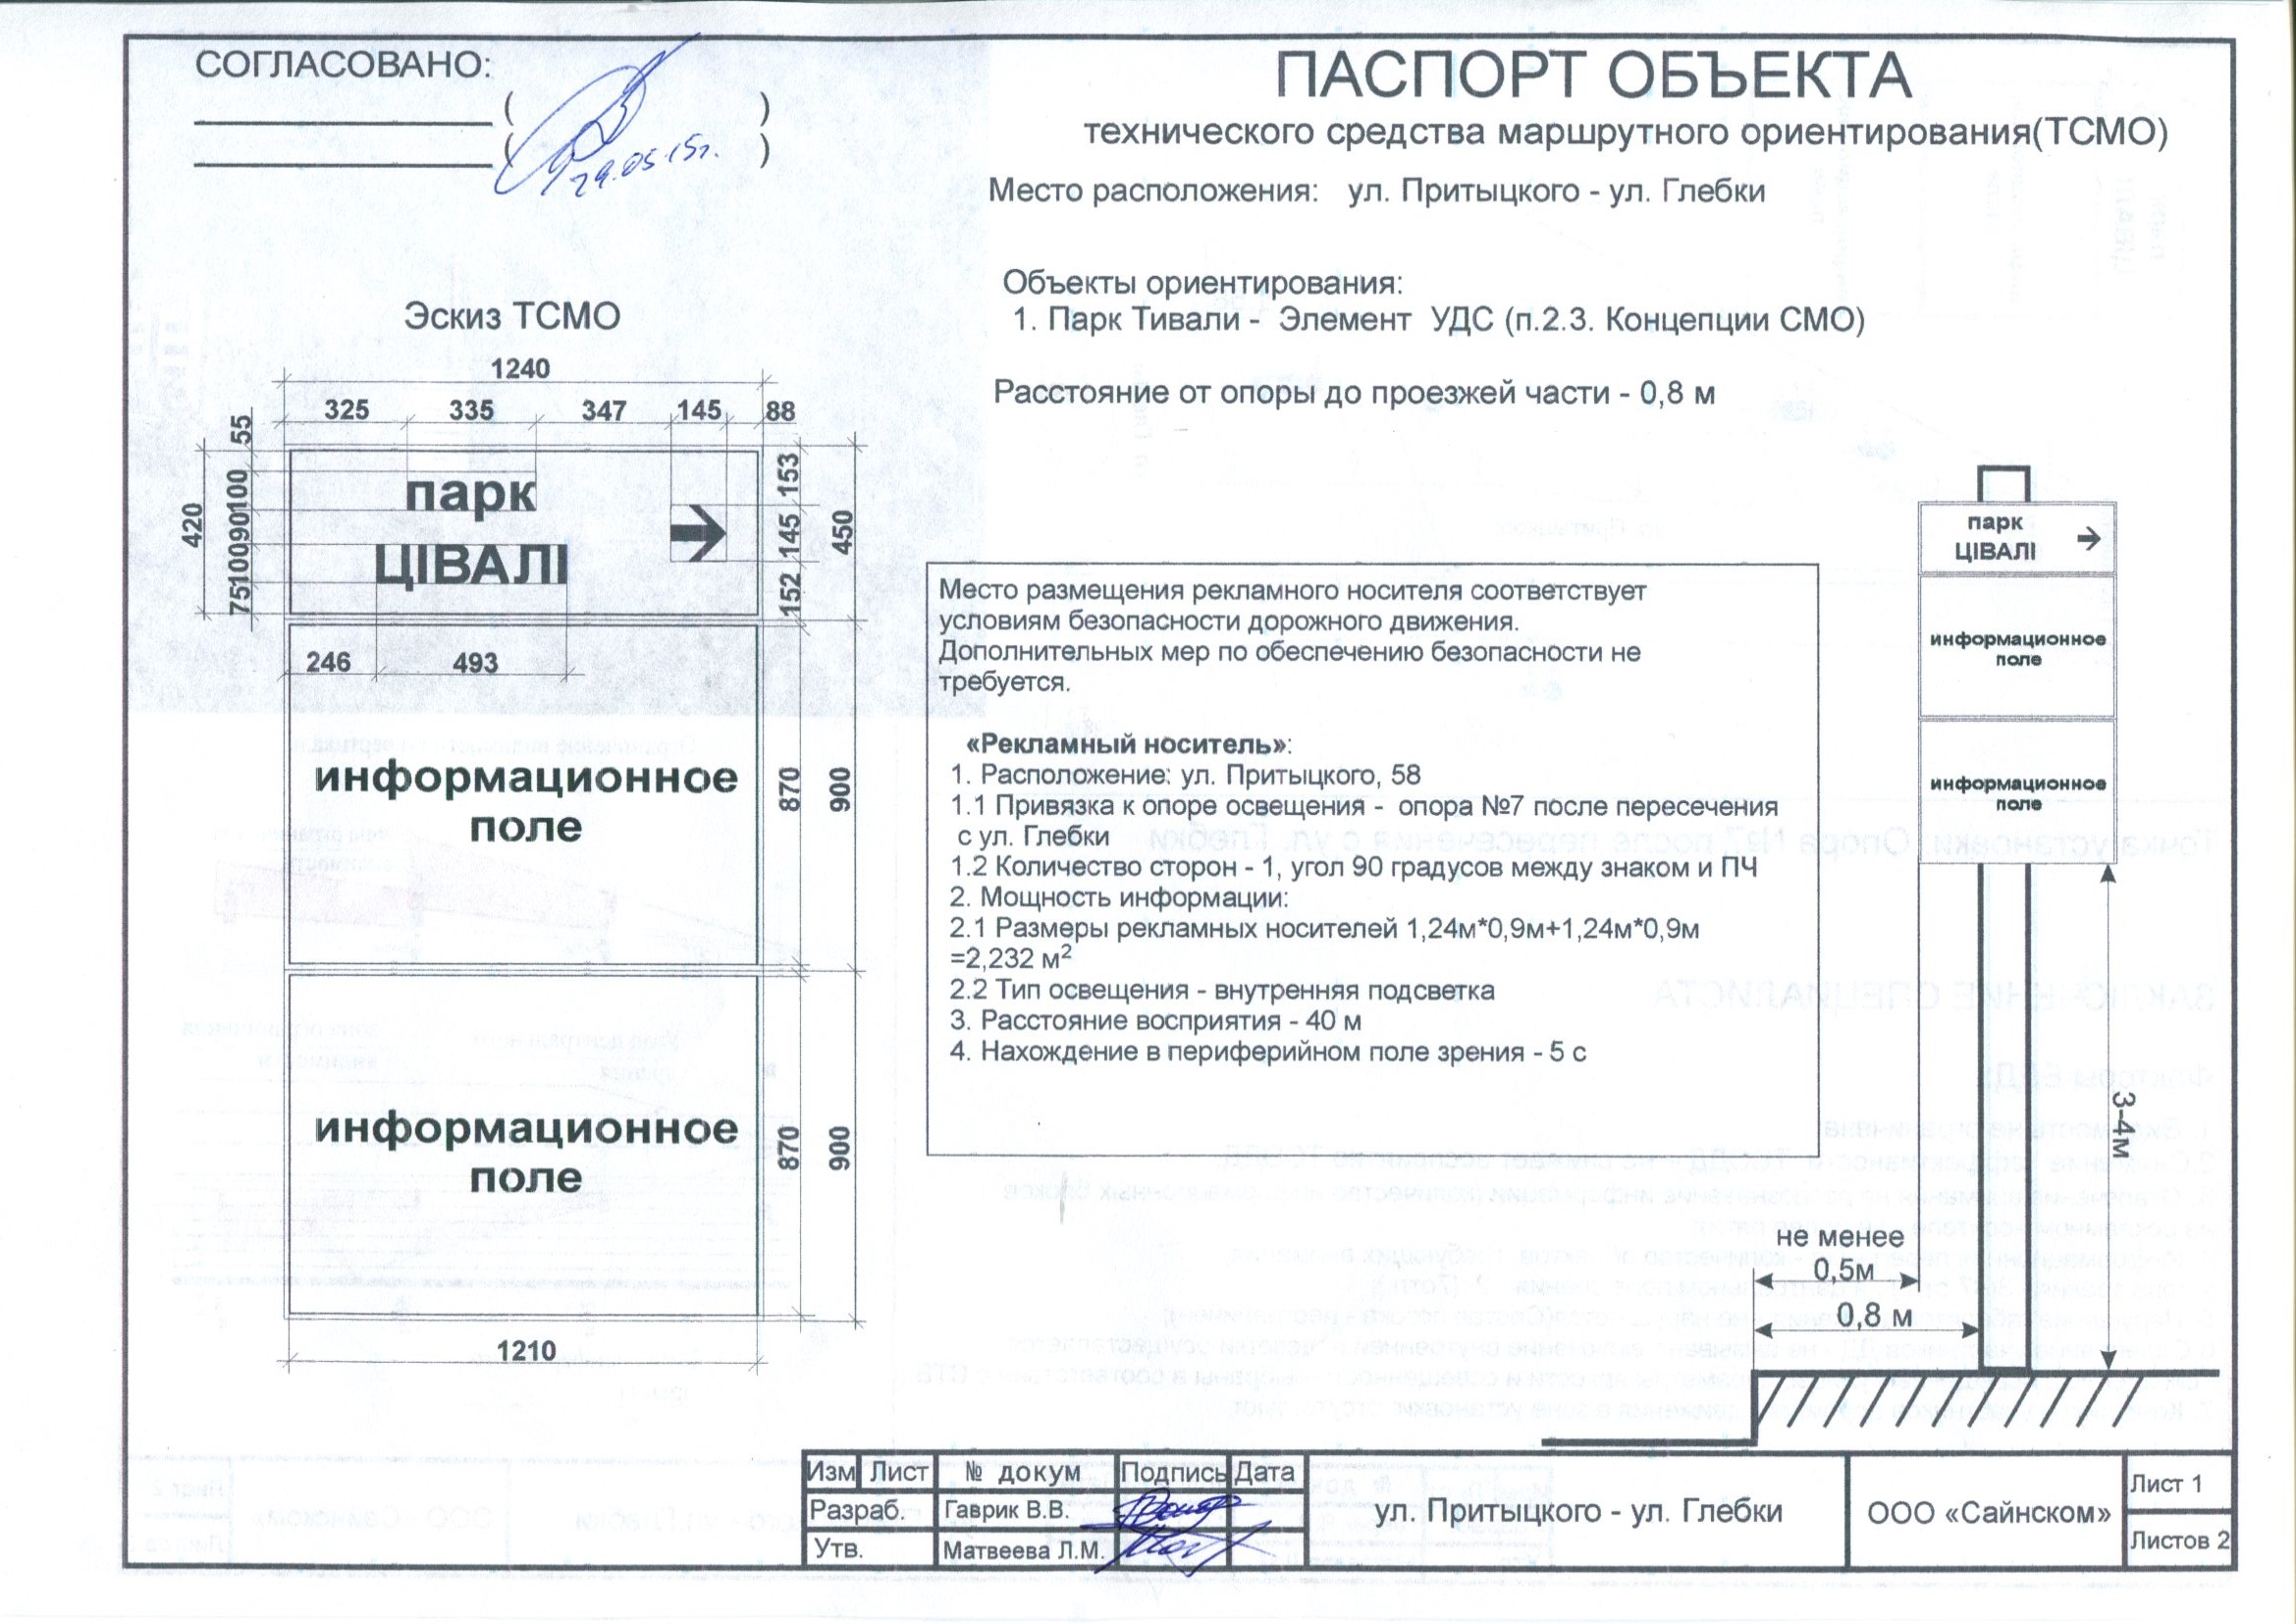 СОГЛАСОВАНО:
( )
( )
29.05.15г.
ПАСПОРТ ОБЪЕКТА
технического средства маршрутного ориентирования(ТСМО)
Место расположения: ул. Притыцкого - ул. Глебки
Объекты ориентирования:
1. Парк Тивали - Элемент УДС (п.2.3. Концепции СМО)
Расстояние от опоры до проезжей части - 0,8 м
Эскиз ТСМО
1240
325 335 347 145 88
55
100
90
100
75
420
парк
ЦІВАЛІ
153
145
152
450
246 493
информационное
поле
870
900
информационное
поле
870
900
1210
Место размещения рекламного носителя соответствует
условиям безопасности дорожного движения.
Дополнительных мер по обеспечению безопасности не
требуется.
«Рекламный носитель»:
1. Расположение: ул. Притыцкого, 58
1.1 Привязка к опоре освещения - опора №7 после пересечения
с ул. Глебки
1.2 Количество сторон - 1, угол 90 градусов между знаком и ПЧ
2. Мощность информации:
2.1 Размеры рекламных носителей 1,24м*0,9м+1,24м*0,9м
=2,232 м²
2.2 Тип освещения - внутренняя подсветка
3. Расстояние восприятия - 40 м
4. Нахождение в периферийном поле зрения - 5 с
парк
ЦІВАЛІ
информационное
поле
информационное
поле
3-4м
не менее
0,5м
0,8 м
Изм Лист № докум Подпись Дата
Разраб. Гаврик В.В.
Утв. Матвеева Л.М.
ул. Притыцкого - ул. Глебки
ООО «Сайнском»
Лист 1
Листов 2